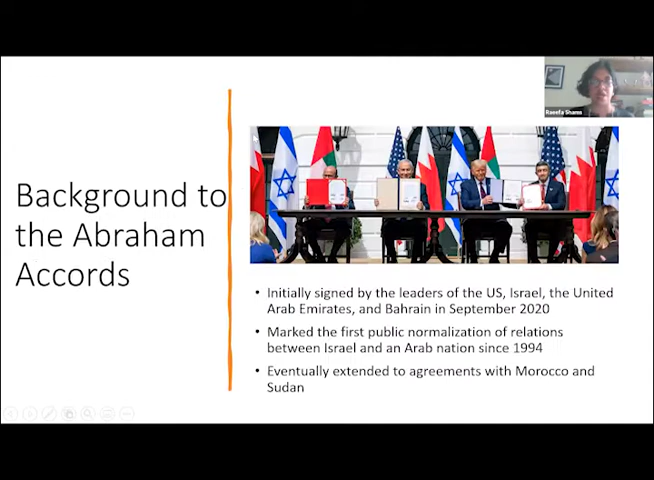 Raeefa Shams
Background to
the Abraham
Accords
• Initially signed by the leaders of the US, Israel, the United
Arab Emirates, and Bahrain in September 2020
• Marked the first public normalization of relations
between Israel and an Arab nation since 1994
• Eventually extended to agreements with Morocco and
Sudan